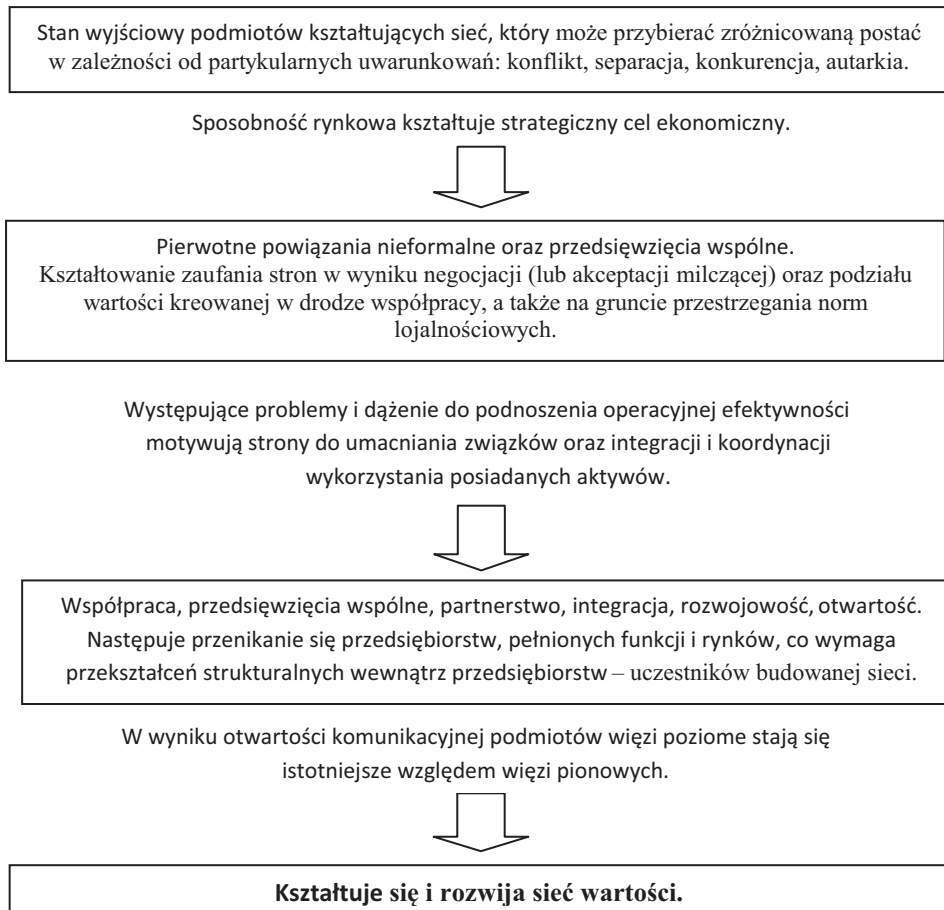 Stan wyjściowy podmiotów kształtujących sieć, który może przybierać zróżnicowaną postać
w zależności od partykularnych uwarunkowań: konflikt, separacja, konkurencja, autarkia.
Sposobność rynkowa kształtuje strategiczny cel ekonomiczny.
Pierwotne powiązania nieformalne oraz przedsięwzięcia wspólne.
Kształtowanie zaufania stron w wyniku negocjacji (lub akceptacji milczącej) oraz podziału
wartości kreowanej w drodze współpracy, a także na gruncie przestrzegania norm
lojalnościowych.
Występujące problemy i dążenie do podnoszenia operacyjnej efektywności
motywują strony do umacniania związków oraz integracji i koordynacji
wykorzystania posiadanych aktywów.
Współpraca, przedsięwzięcia wspólne, partnerstwo, integracja, rozwojowość, otwartość.
Następuje przenikanie się przedsiębiorstw, pełnionych funkcji i rynków, co wymaga
przekształceń strukturalnych wewnątrz przedsiębiorstw – uczestników budowanej sieci.
W wyniku otwartości komunikacyjnej podmiotów więzi poziome stają się
istotniejsze względem więzi pionowych.
Kształtuje się i rozwija sieć wartości.